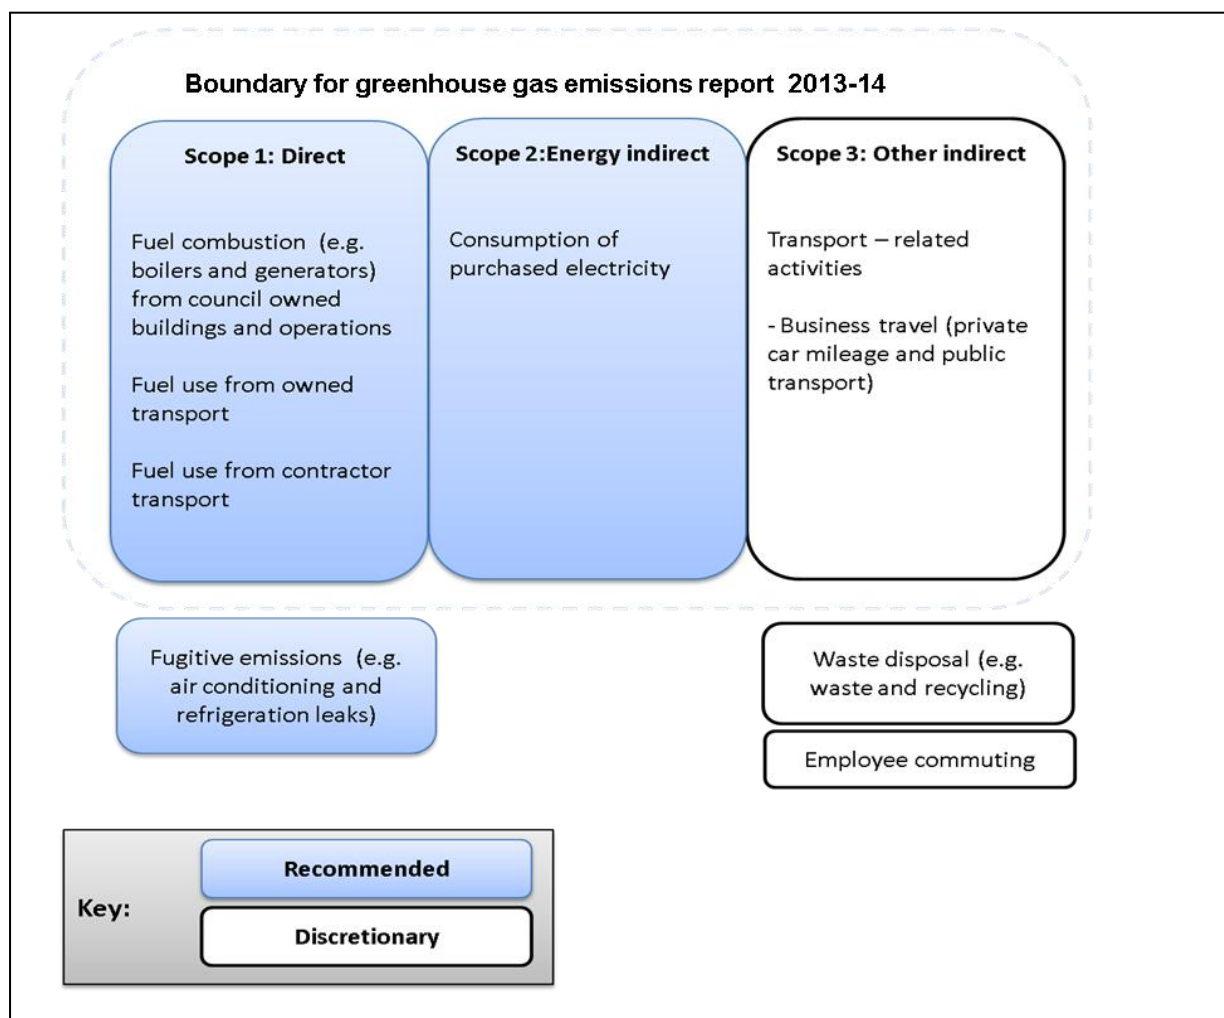 Boundary for greenhouse gas emissions report 2013-14
Scope 1: Direct
Fuel combustion (e.g.
boilers and generators)
from council owned
buildings and operations
Fuel use from owned
transport
Fuel use from contractor
transport
Scope 2:Energy indirect
Consumption of
purchased electricity
Scope 3: Other indirect
Transport – related
activities
- Business travel (private
car mileage and public
transport)
Fugitive emissions (e.g.
air conditioning and
refrigeration leaks)
Waste disposal (e.g.
waste and recycling)
Employee commuting
Key:
Recommended
Discretionary